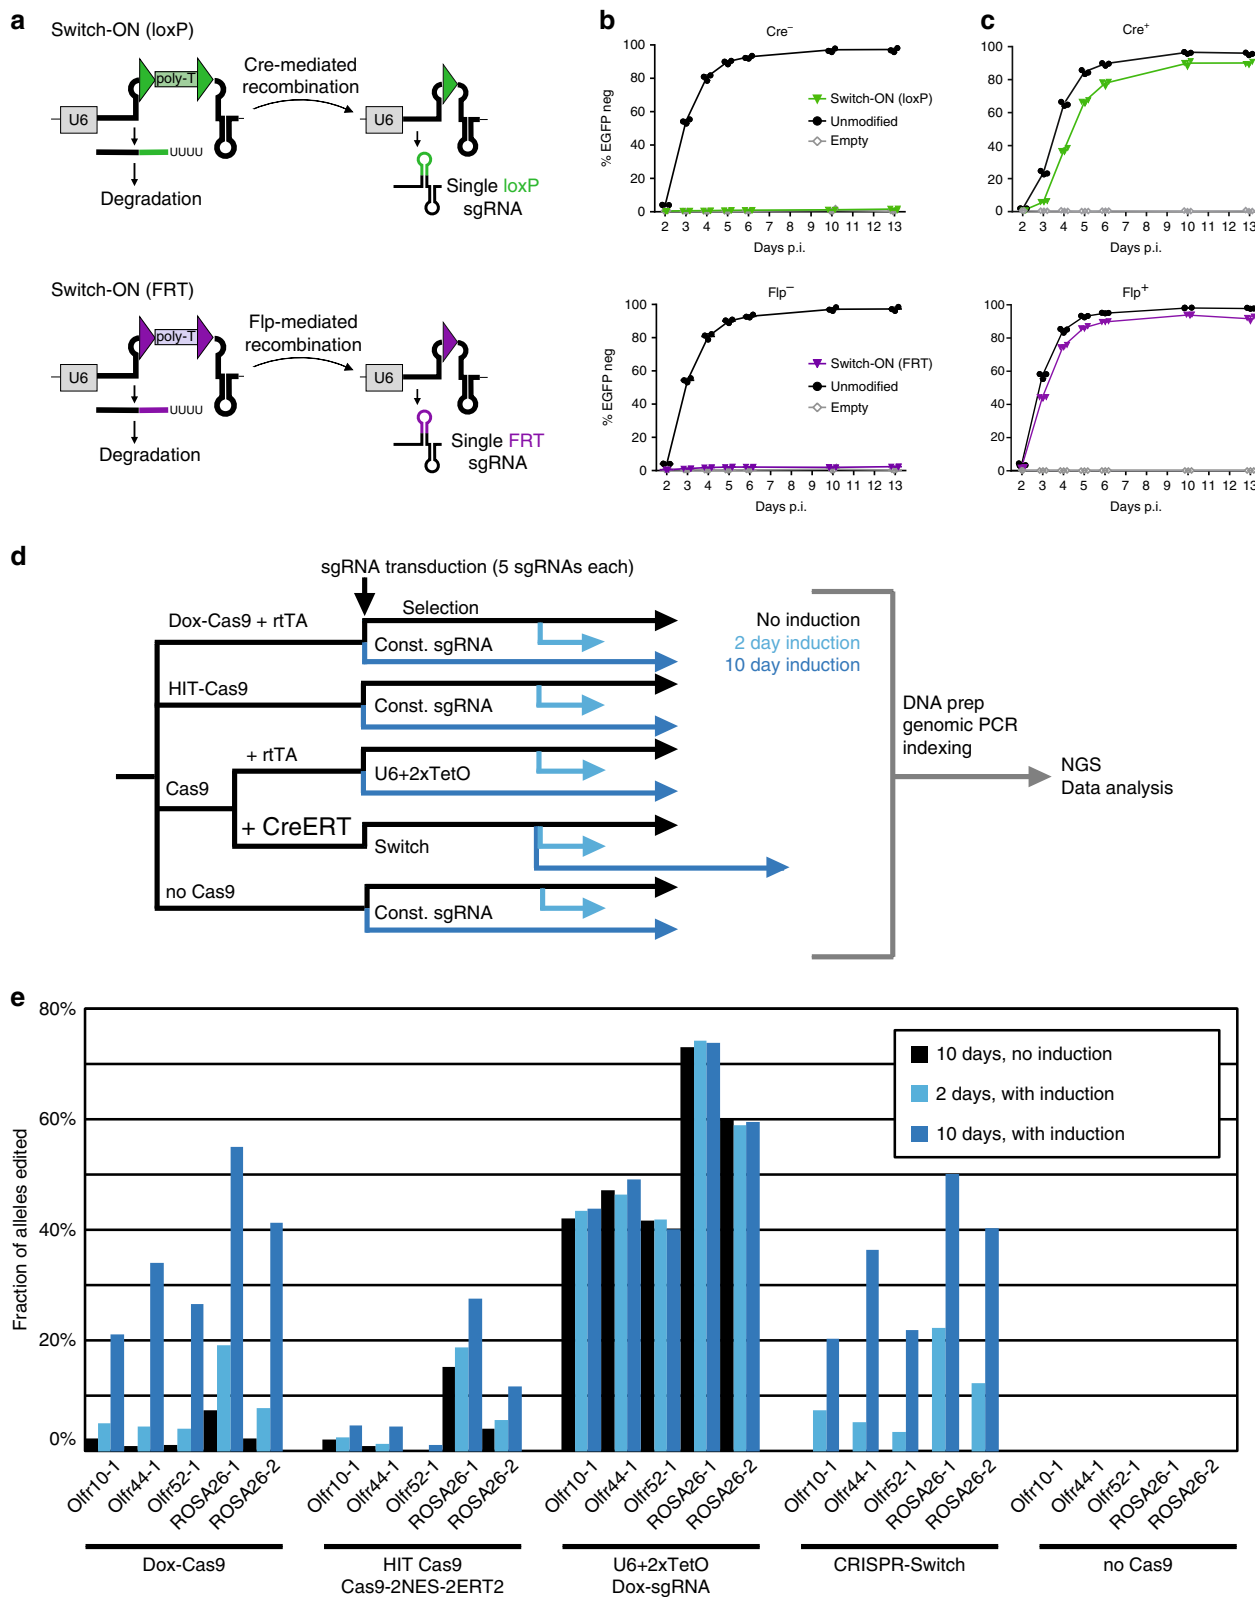 a
Switch-ON (loxP)
poly-T
Cre-mediated
recombination
U6
U6
UUUU
Degradation
Single loxP
sgRNA
Switch-ON (FRT)
poly-T
Flp-mediated
recombination
U6
U6
UUUU
Degradation
Single FRT
sgRNA
b
Cre−
% EGFP neg
100
80
60
40
20
0
Switch-ON (loxP)
Unmodified
Empty
2 3 4 5 6 7 8 9 10 11 12 13
Days p.i.
Flp−
% EGFP neg
100
80
60
40
20
0
Switch-ON (FRT)
Unmodified
Empty
2 3 4 5 6 7 8 9 10 11 12 13
Days p.i.
c
Cre+
100
80
60
40
20
0
2 3 4 5 6 7 8 9 10 11 12 13
Days p.i.
Flp+
100
80
60
40
20
0
2 3 4 5 6 7 8 9 10 11 12 13
Days p.i.
d
sgRNA transduction (5 sgRNAs each)
Dox-Cas9 + rtTA
Selection
Const. sgRNA
No induction
2 day induction
10 day induction
HIT-Cas9
Const. sgRNA
+ rtTA
U6+2xTetO
Cas9
+ CreERT
Switch
no Cas9
Const. sgRNA
DNA prep
genomic PCR
indexing
NGS
Data analysis
e
Fraction of alleles edited
80%
60%
40%
20%
0%
10 days, no induction
2 days, with induction
10 days, with induction
Olfr10-1 Olfr44-1 Olfr52-1 ROSA26-1 ROSA26-2
Dox-Cas9
Olfr10-1 Olfr44-1 Olfr52-1 ROSA26-1 ROSA26-2
HIT Cas9
Cas9-2NES-2ERT2
Olfr10-1 Olfr44-1 Olfr52-1 ROSA26-1 ROSA26-2
U6+2xTetO
Dox-sgRNA
Olfr10-1 Olfr44-1 Olfr52-1 ROSA26-1 ROSA26-2
CRISPR-Switch
Olfr10-1 Olfr44-1 Olfr52-1 ROSA26-1 ROSA26-2
no Cas9